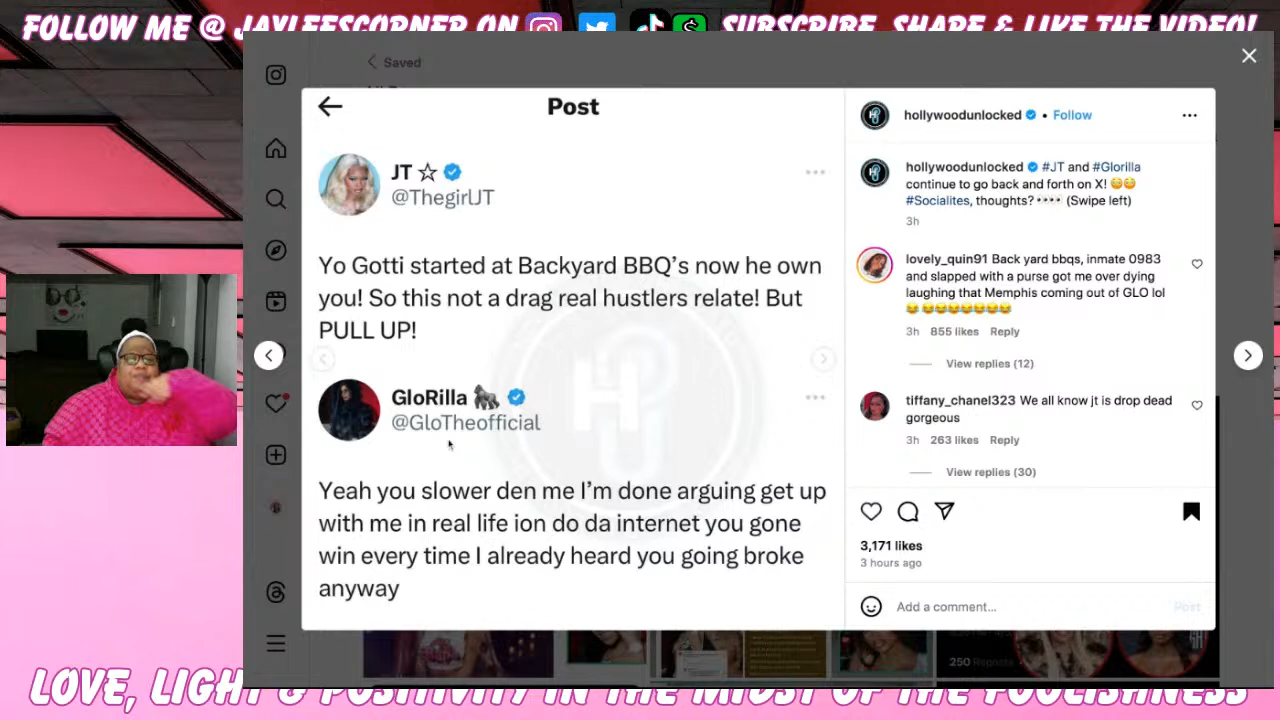 FOLLOW ME @ JAYLEESCORNER ON
SUBSCRIBE, SHARE & LIKE THE VIDEO!
Saved
Post
JT ☆
@ThegirlJT
Yo Gotti started at Backyard BBQ’s now he own
you! So this not a drag real hustlers relate! But
PULL UP!
GloRilla 🦍
@GloTheofficial
Yeah you slower den me I’m done arguing get up
with me in real life ion do da internet you gone
win every time I already heard you going broke
anyway
hollywoodunlocked • Follow
hollywoodunlocked #JT and #Glorilla
continue to go back and forth on X! 😳😳
#Socialites, thoughts? 👀👀 (Swipe left)
3h
lovely_quin91 Back yard bbqs, inmate 0983
and slapped with a purse got me over dying
laughing that Memphis coming out of GLO lol
😂 😂😂😂😂😂😂😂
3h 855 likes Reply
View replies (12)
tiffany_chanel323 We all know jt is drop dead
gorgeous
3h 263 likes Reply
View replies (30)
3,171 likes
3 hours ago
Add a comment...
Post
250 Reposts
LOVE, LIGHT & POSITIVITY IN THE MIDST OF THE FOOLISHNESS